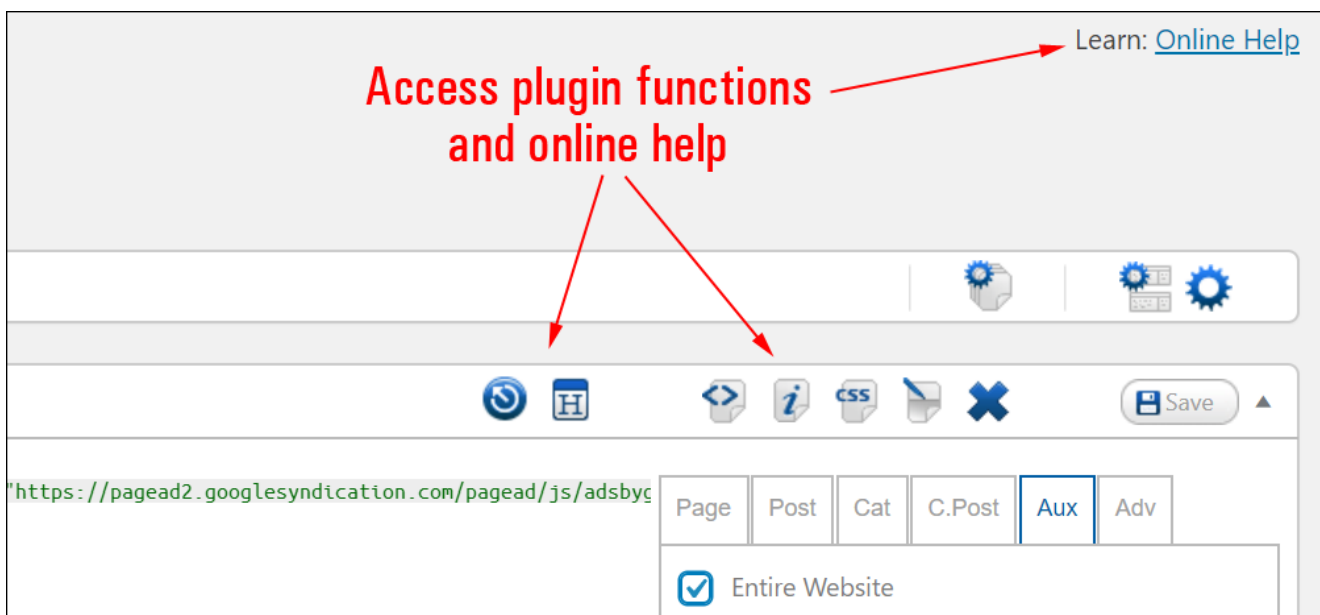 Learn: Online Help
Access plugin functions
and online help
H
<> i css Save
"https://pagead2.googlesyndication.com/pagead/js/adsbyg
Page Post Cat C.Post Aux Adv
Entire Website